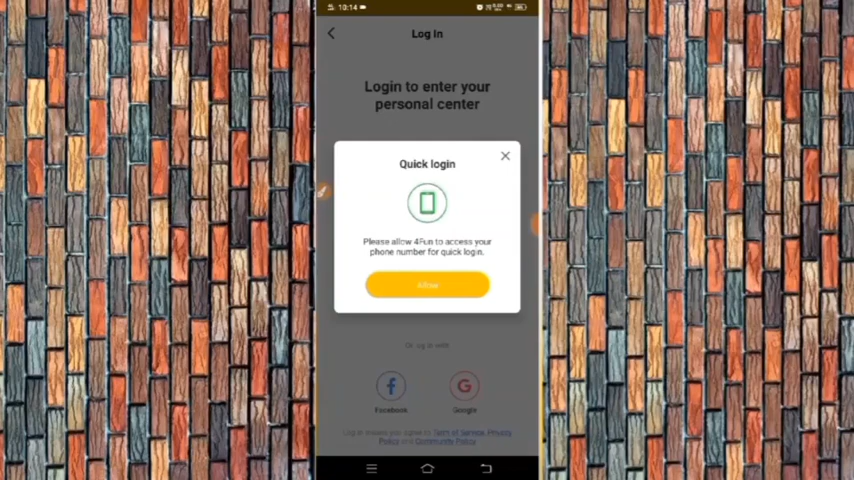 10:14
Log In
Login to enter your
personal center
Quick login
Please allow 4Fun to access your
phone number for quick login.
Allow
Or log in with
Facebook
Google
Log in means you agree to Term of Service, Privacy
Policy and Community Policy